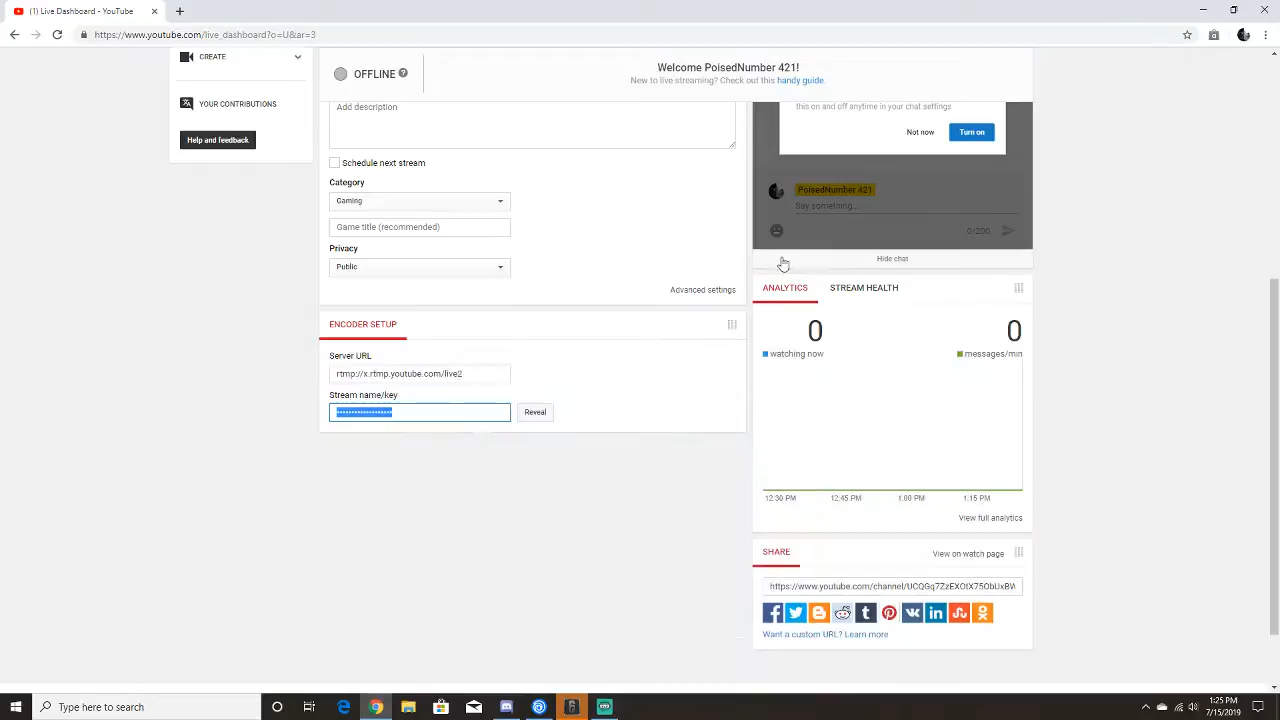 (1) Live Dashboard - YouTube
https://www.youtube.com/live_dashboard?o=U&ar=3
CREATE
YOUR CONTRIBUTIONS
Help and feedback
OFFLINE ?
Welcome PoisedNumber 421!
New to live streaming? Check out this handy guide.
Add description
Schedule next stream
Category
Gaming
Game title (recommended)
Privacy
Public
Advanced settings
ENCODER SETUP
Server URL
rtmp://x.rtmp.youtube.com/live2
Stream name/key
••••••••••••••••••• Reveal
this on and off anytime in your chat settings
Not now Turn on
PoisedNumber 421
Say something...
0/200
Hide chat
ANALYTICS STREAM HEALTH
0 0
watching now messages/min
12:30 PM 12:45 PM 1:00 PM 1:15 PM
View full analytics
SHARE View on watch page
Want a custom URL? Learn more
Type here to search
1:25 PM
7/15/2019